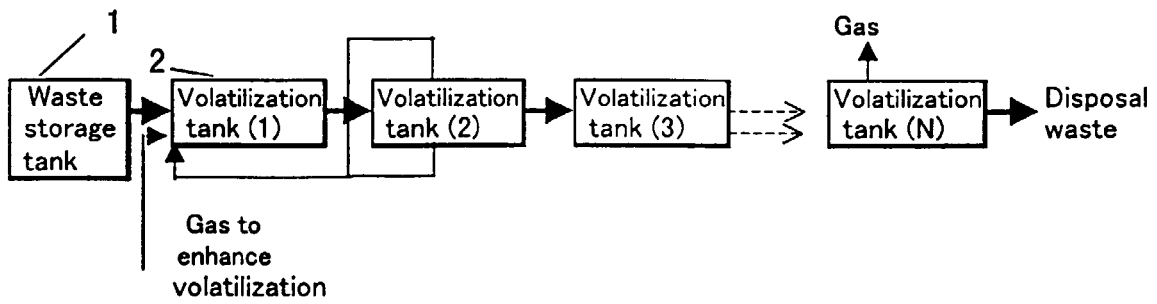 1
Waste
storage
tank
2
Volatilization
tank (1)
Gas to
enhance
volatilization
Volatilization
tank (2)
Volatilization
tank (3)
Gas
Volatilization
tank (N)
Disposal
waste